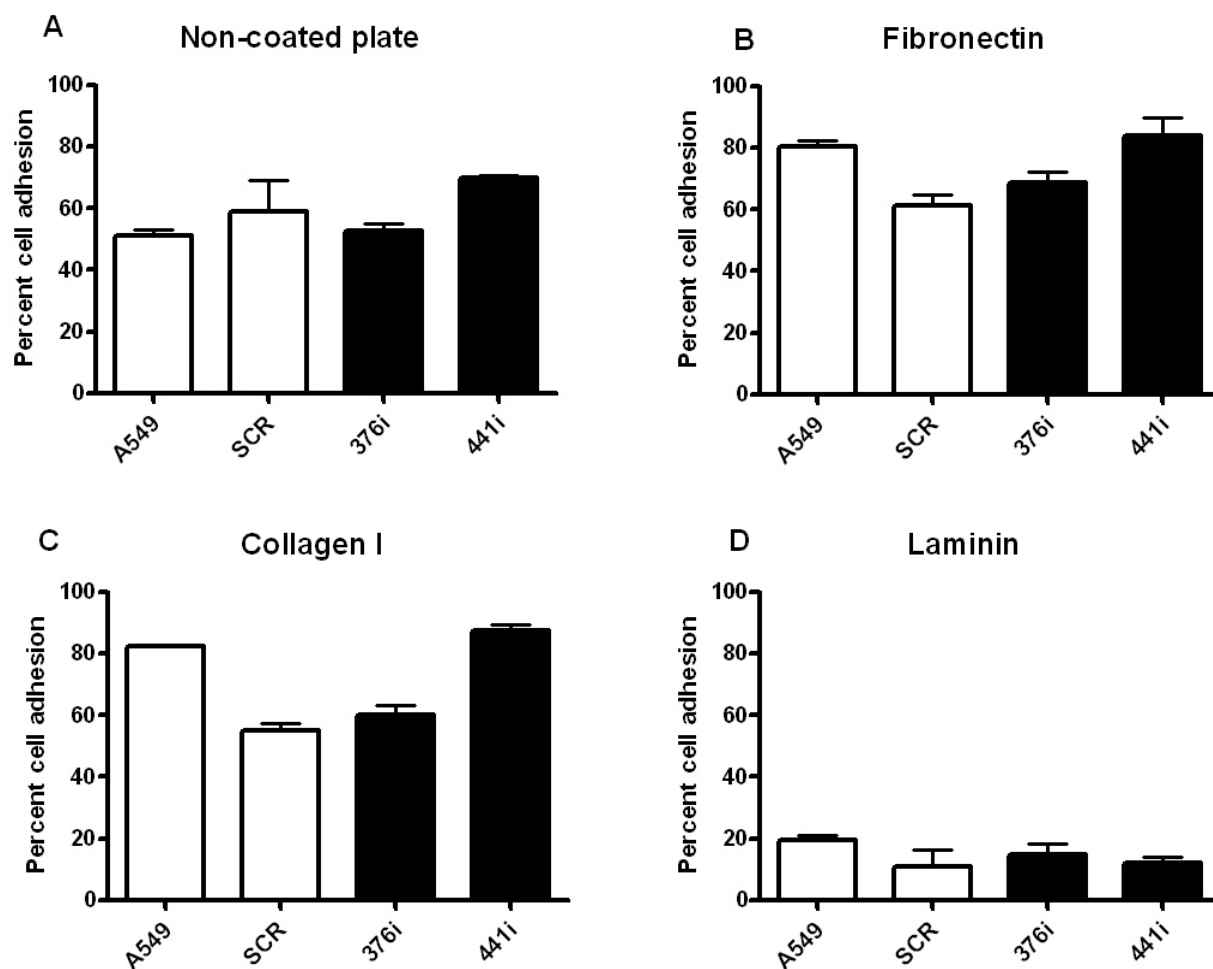 A
Non-coated plate
Percent cell adhesion
100
80
60
40
20
0
A549
SCR
376i
441i
B
Fibronectin
Percent cell adhesion
100
80
60
40
20
0
A549
SCR
376i
441i
C
Collagen I
Percent cell adhesion
100
80
60
40
20
0
A549
SCR
376i
441i
D
Laminin
Percent cell adhesion
100
80
60
40
20
0
A549
SCR
376i
441i